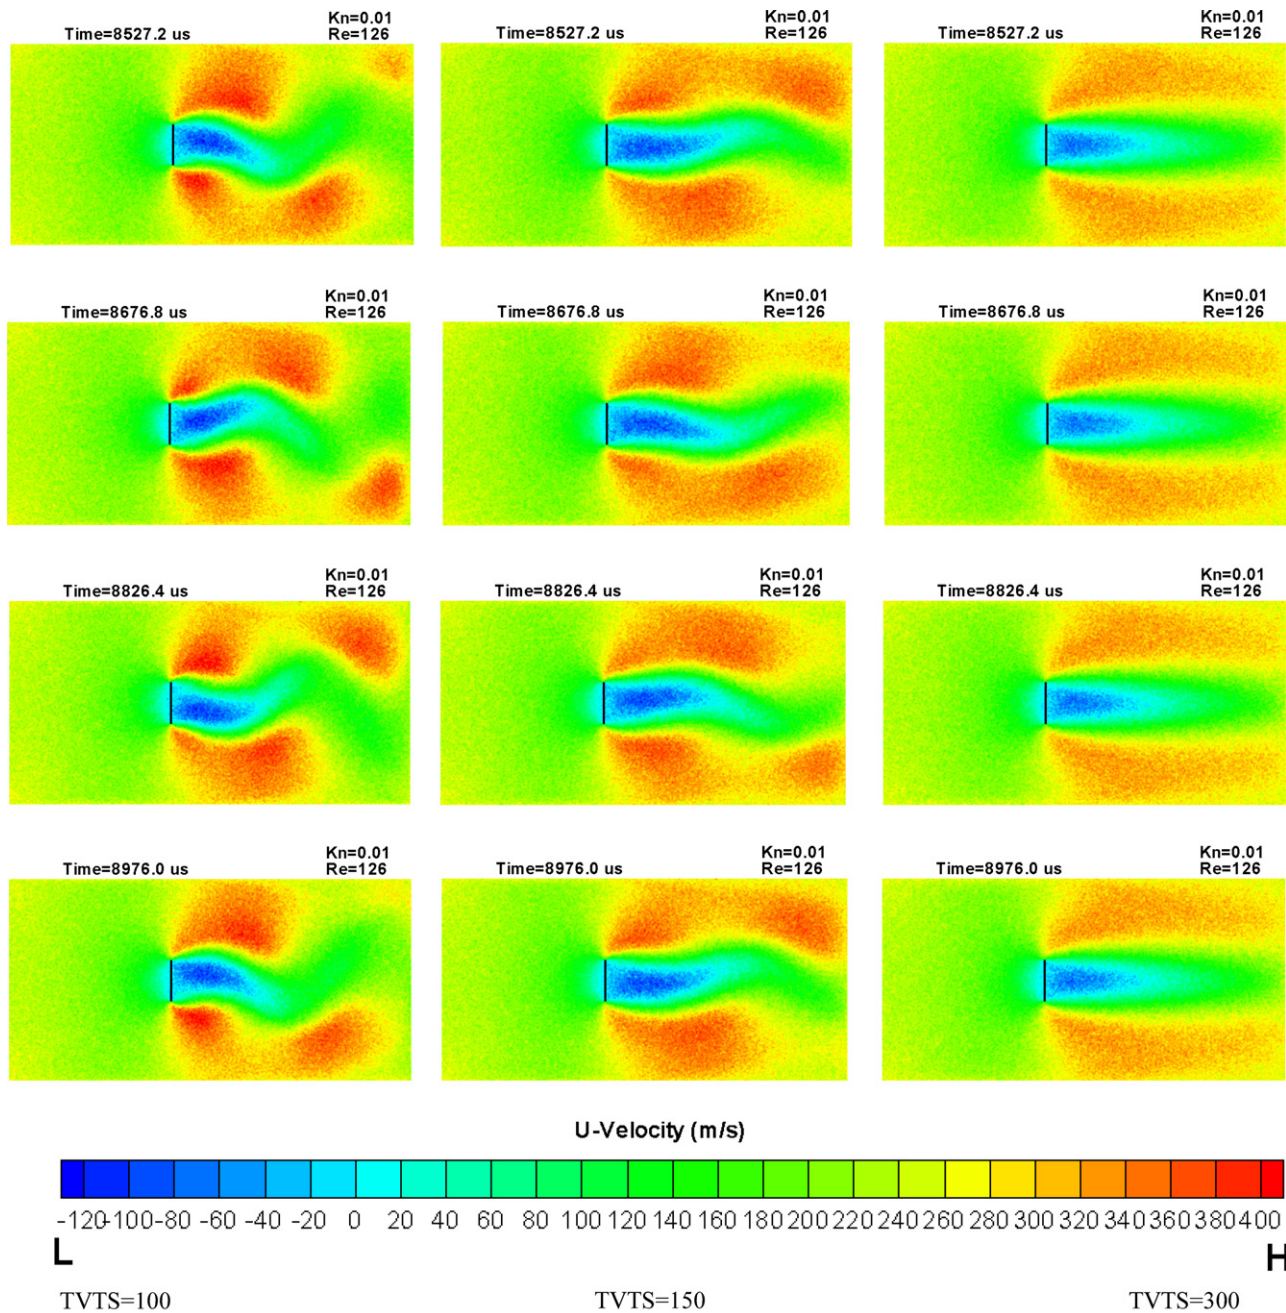 Kn=0.01
Time=8527.2 us Re=126
Kn=0.01
Time=8527.2 us Re=126
Kn=0.01
Time=8527.2 us Re=126
Kn=0.01
Time=8676.8 us Re=126
Kn=0.01
Time=8676.8 us Re=126
Kn=0.01
Time=8676.8 us Re=126
Kn=0.01
Time=8826.4 us Re=126
Kn=0.01
Time=8826.4 us Re=126
Kn=0.01
Time=8826.4 us Re=126
Kn=0.01
Time=8976.0 us Re=126
Kn=0.01
Time=8976.0 us Re=126
Kn=0.01
Time=8976.0 us Re=126
U-Velocity (m/s)
-120 -100 -80 -60 -40 -20 0 20 40 60 80 100 120 140 160 180 200 220 240 260 280 300 320 340 360 380 400
L H
TVTS=100 TVTS=150 TVTS=300